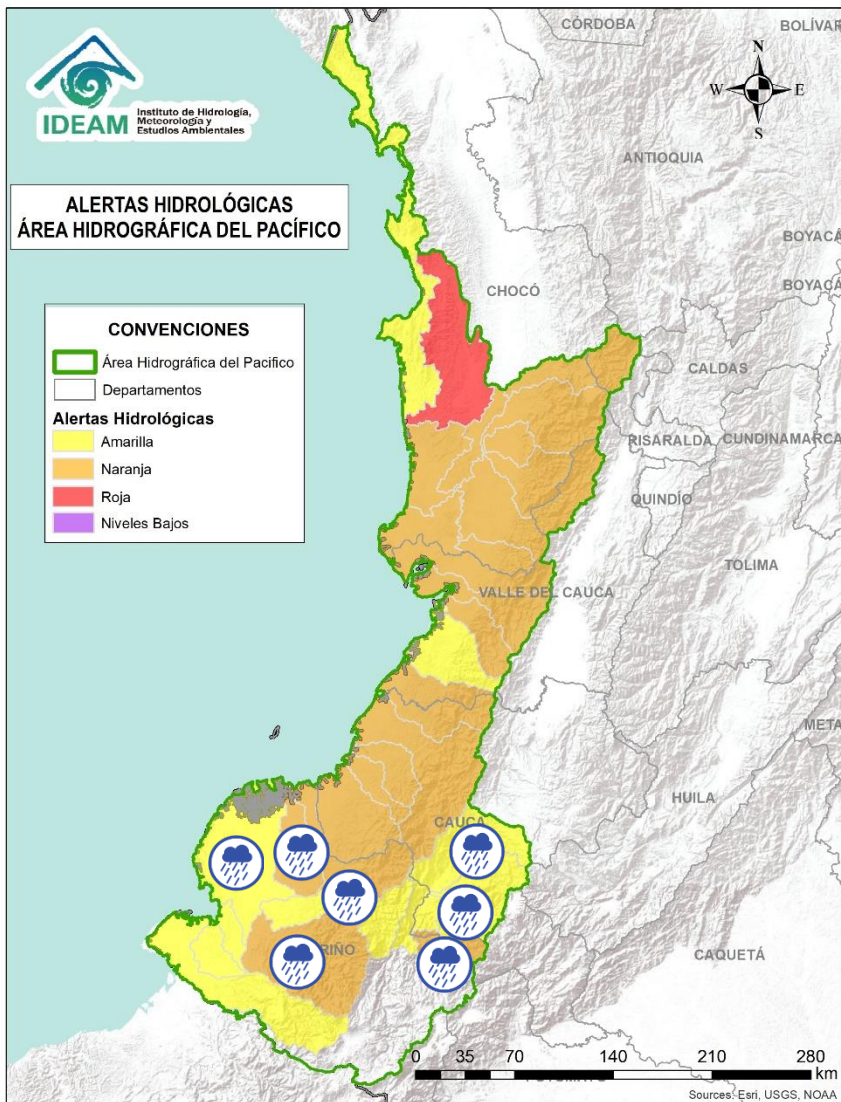 CÓRDOBA
BOLÍVAR
IDEAM
Instituto de Hidrología,
Meteorología y
Estudios Ambientales
N
W E
S
ANTIOQUIA
ALERTAS HIDROLÓGICAS
ÁREA HIDROGRÁFICA DEL PACÍFICO
BOYACÁ
BOYACÁ
CHOCÓ
CONVENCIONES
Área Hidrográfica del Pacifico
Departamentos
Alertas Hidrológicas
Amarilla
Naranja
Roja
Niveles Bajos
CALDAS
RISARALDA
CUNDINAMARCA
QUINDÍO
TOLIMA
VALLE DEL CAUCA
META
HUILA
CAUCA
RIÑO
CAQUETÁ
0 35 70 140 210 280
km
Sources: Esri, USGS, NOAA